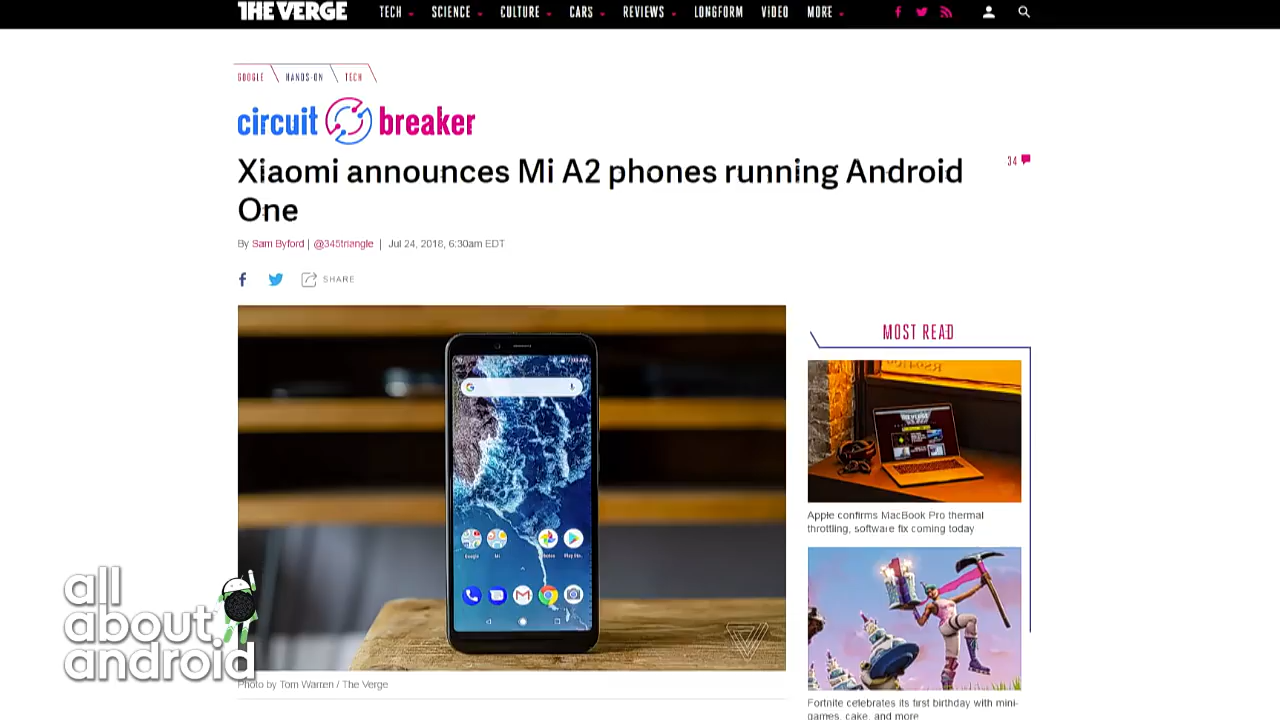 THE VERGE
TECH SCIENCE CULTURE CARS REVIEWS LONGFORM VIDEO MORE
GOOGLE HANDS-ON TECH
circuit breaker
Xiaomi announces Mi A2 phones running Android
One
34
By Sam Byford | @345triangle | Jul 24, 2018, 6:30am EDT
SHARE
MOST READ
Apple confirms MacBook Pro thermal
throttling, software fix coming today
Google Mi Photos
all
about
android
Photo by Tom Warren / The Verge
Fortnite celebrates its first birthday with mini-
games, cake, and more